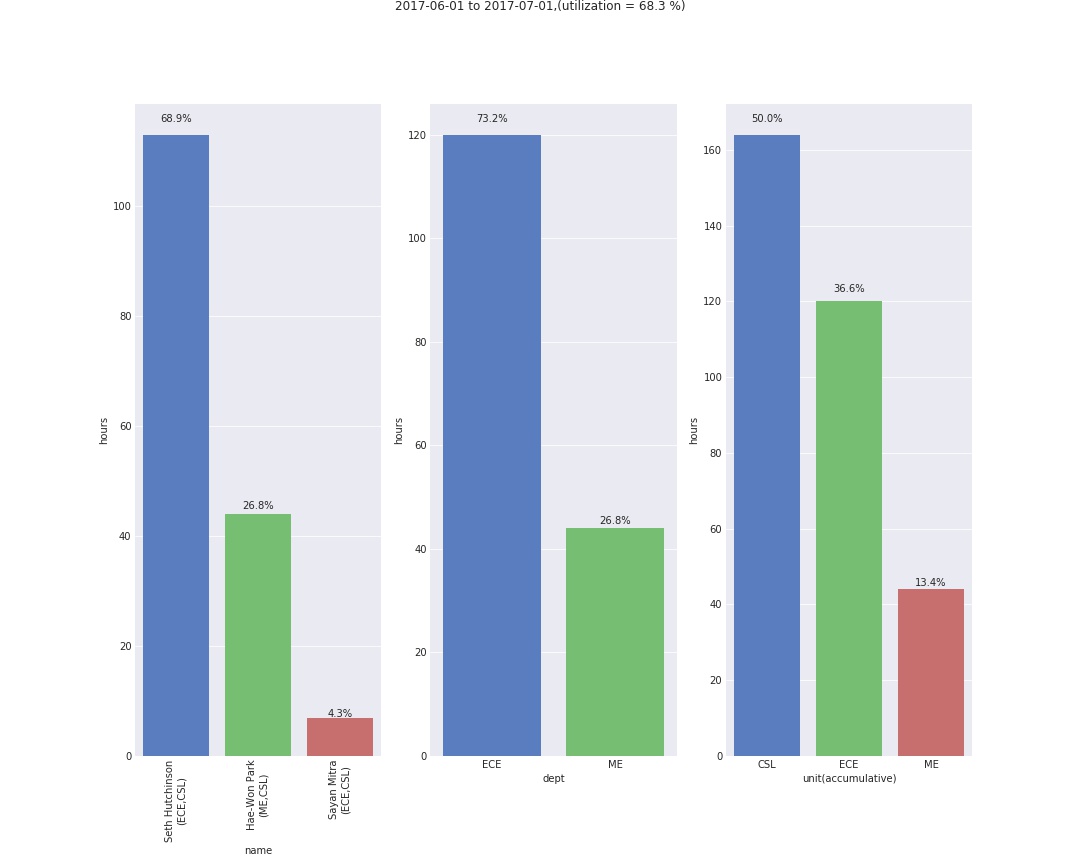 2017-06-01 to 2017-07-01,(utilization = 68.3 %)
68.9%
26.8%
4.3%
100
80
60
40
20
0
hours
Seth Hutchinson
(ECE,CSL)
Hae-Won Park
(ME,CSL)
Sayan Mitra
(ECE,CSL)
name
73.2%
26.8%
120
100
80
60
40
20
0
hours
ECE
ME
dept
50.0%
36.6%
13.4%
160
140
120
100
80
60
40
20
0
hours
CSL
ECE
ME
unit(accumulative)